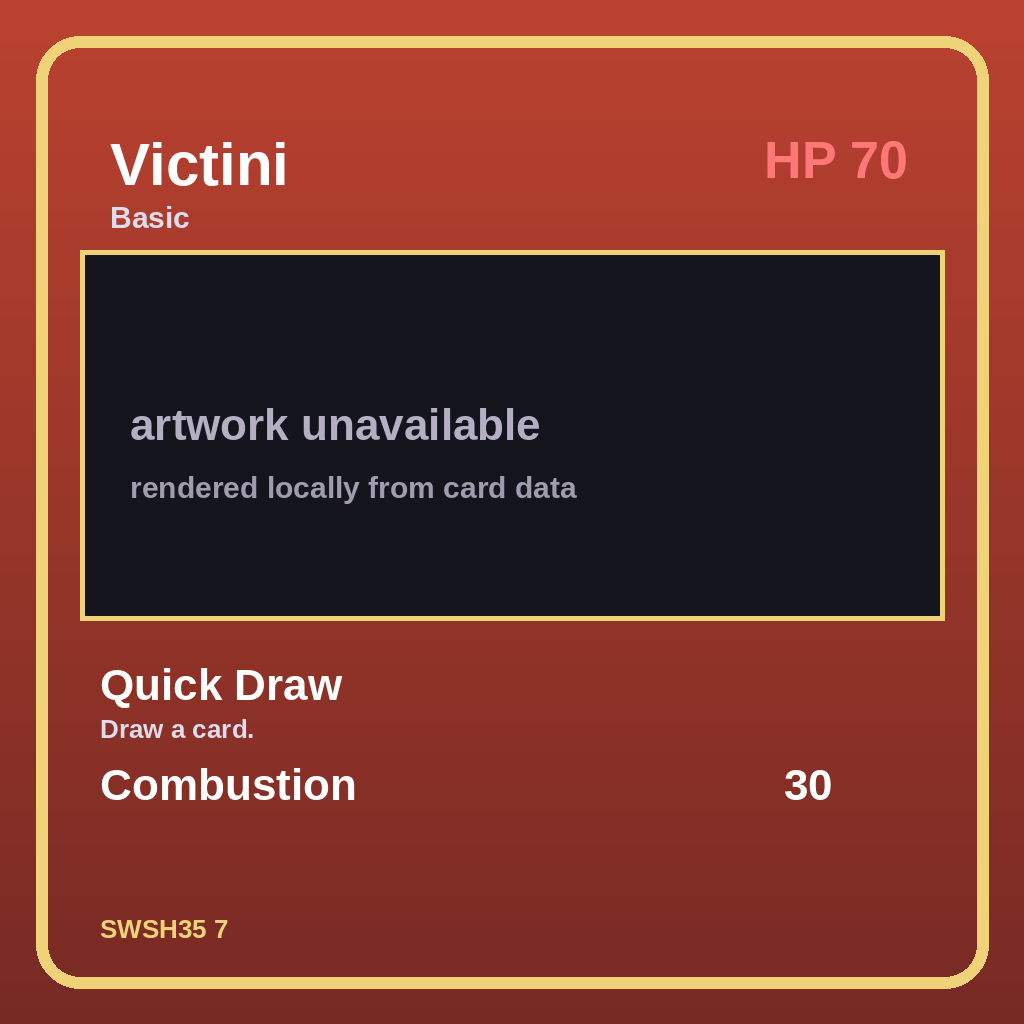 Victini
HP 70
Basic
artwork unavailable
rendered locally from card data
Quick Draw
Draw a card.
Combustion 30
SWSH35 7